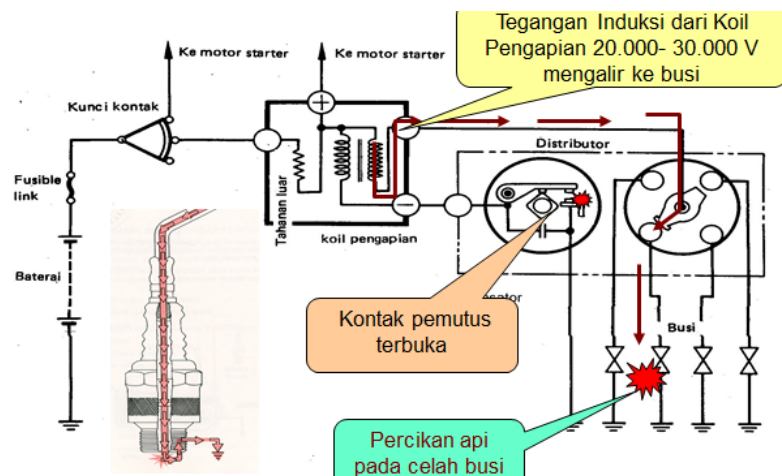 Tegangan Induksi dari Koil
Pengapian 20.000- 30.000 V
mengalir ke busi
Ke motor starter
Ke motor starter
Kunci kontak
Distributor
Fusible
link
Tahanan luar
koil pengapian
Baterai
Kontak pemutus
terbuka
Busi
Percikan api
pada celah busi